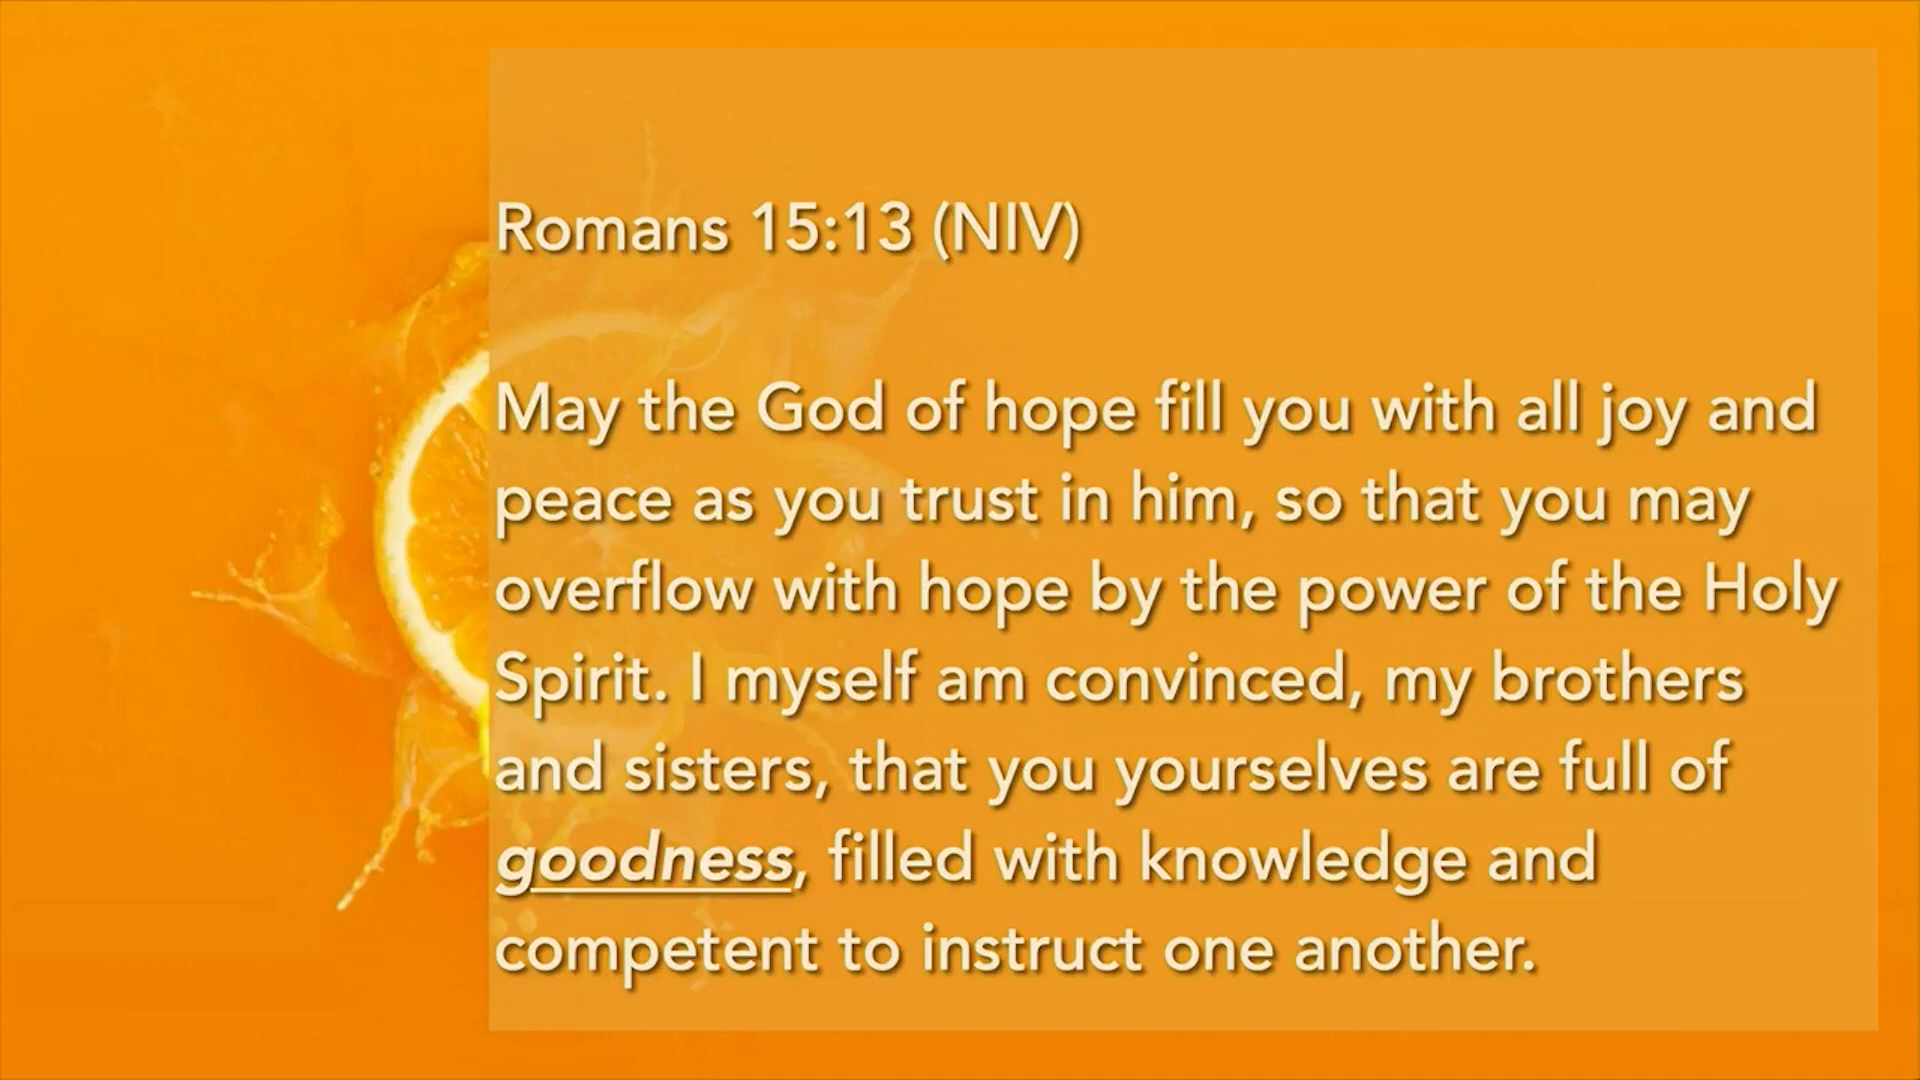 Romans 15:13 (NIV)
May the God of hope fill you with all joy and
peace as you trust in him, so that you may
overflow with hope by the power of the Holy
Spirit. I myself am convinced, my brothers
and sisters, that you yourselves are full of
goodness, filled with knowledge and
competent to instruct one another.